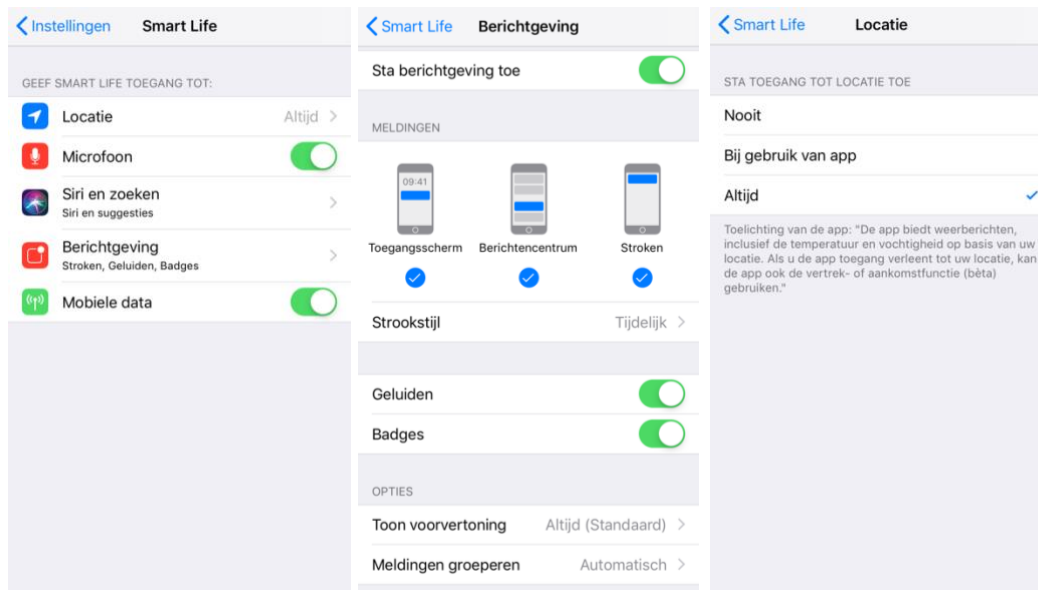 Instellingen
Smart Life
GEEF SMART LIFE TOEGANG TOT:
Locatie
Altijd
Microfoon
Siri en zoeken
Siri en suggesties
Berichtgeving
Stroken, Geluiden, Badges
Mobiele data
Smart Life
Berichtgeving
Sta berichtgeving toe
MELDINGEN
09:41
Toegangsscherm
Berichtencentrum
Stroken
Strookstijl
Tijdelijk
Geluiden
Badges
OPTIES
Toon voorvertoning
Altijd (Standaard)
Meldingen groeperen
Automatisch
Smart Life
Locatie
STA TOEGANG TOT LOCATIE TOE
Nooit
Bij gebruik van app
Altijd
Toelichting van de app: "De app biedt weerberichten,
inclusief de temperatuur en vochtigheid op basis van uw
locatie. Als u de app toegang verleent tot uw locatie, kan
de app ook de vertrek- of aankomstfunctie (bèta)
gebruiken."